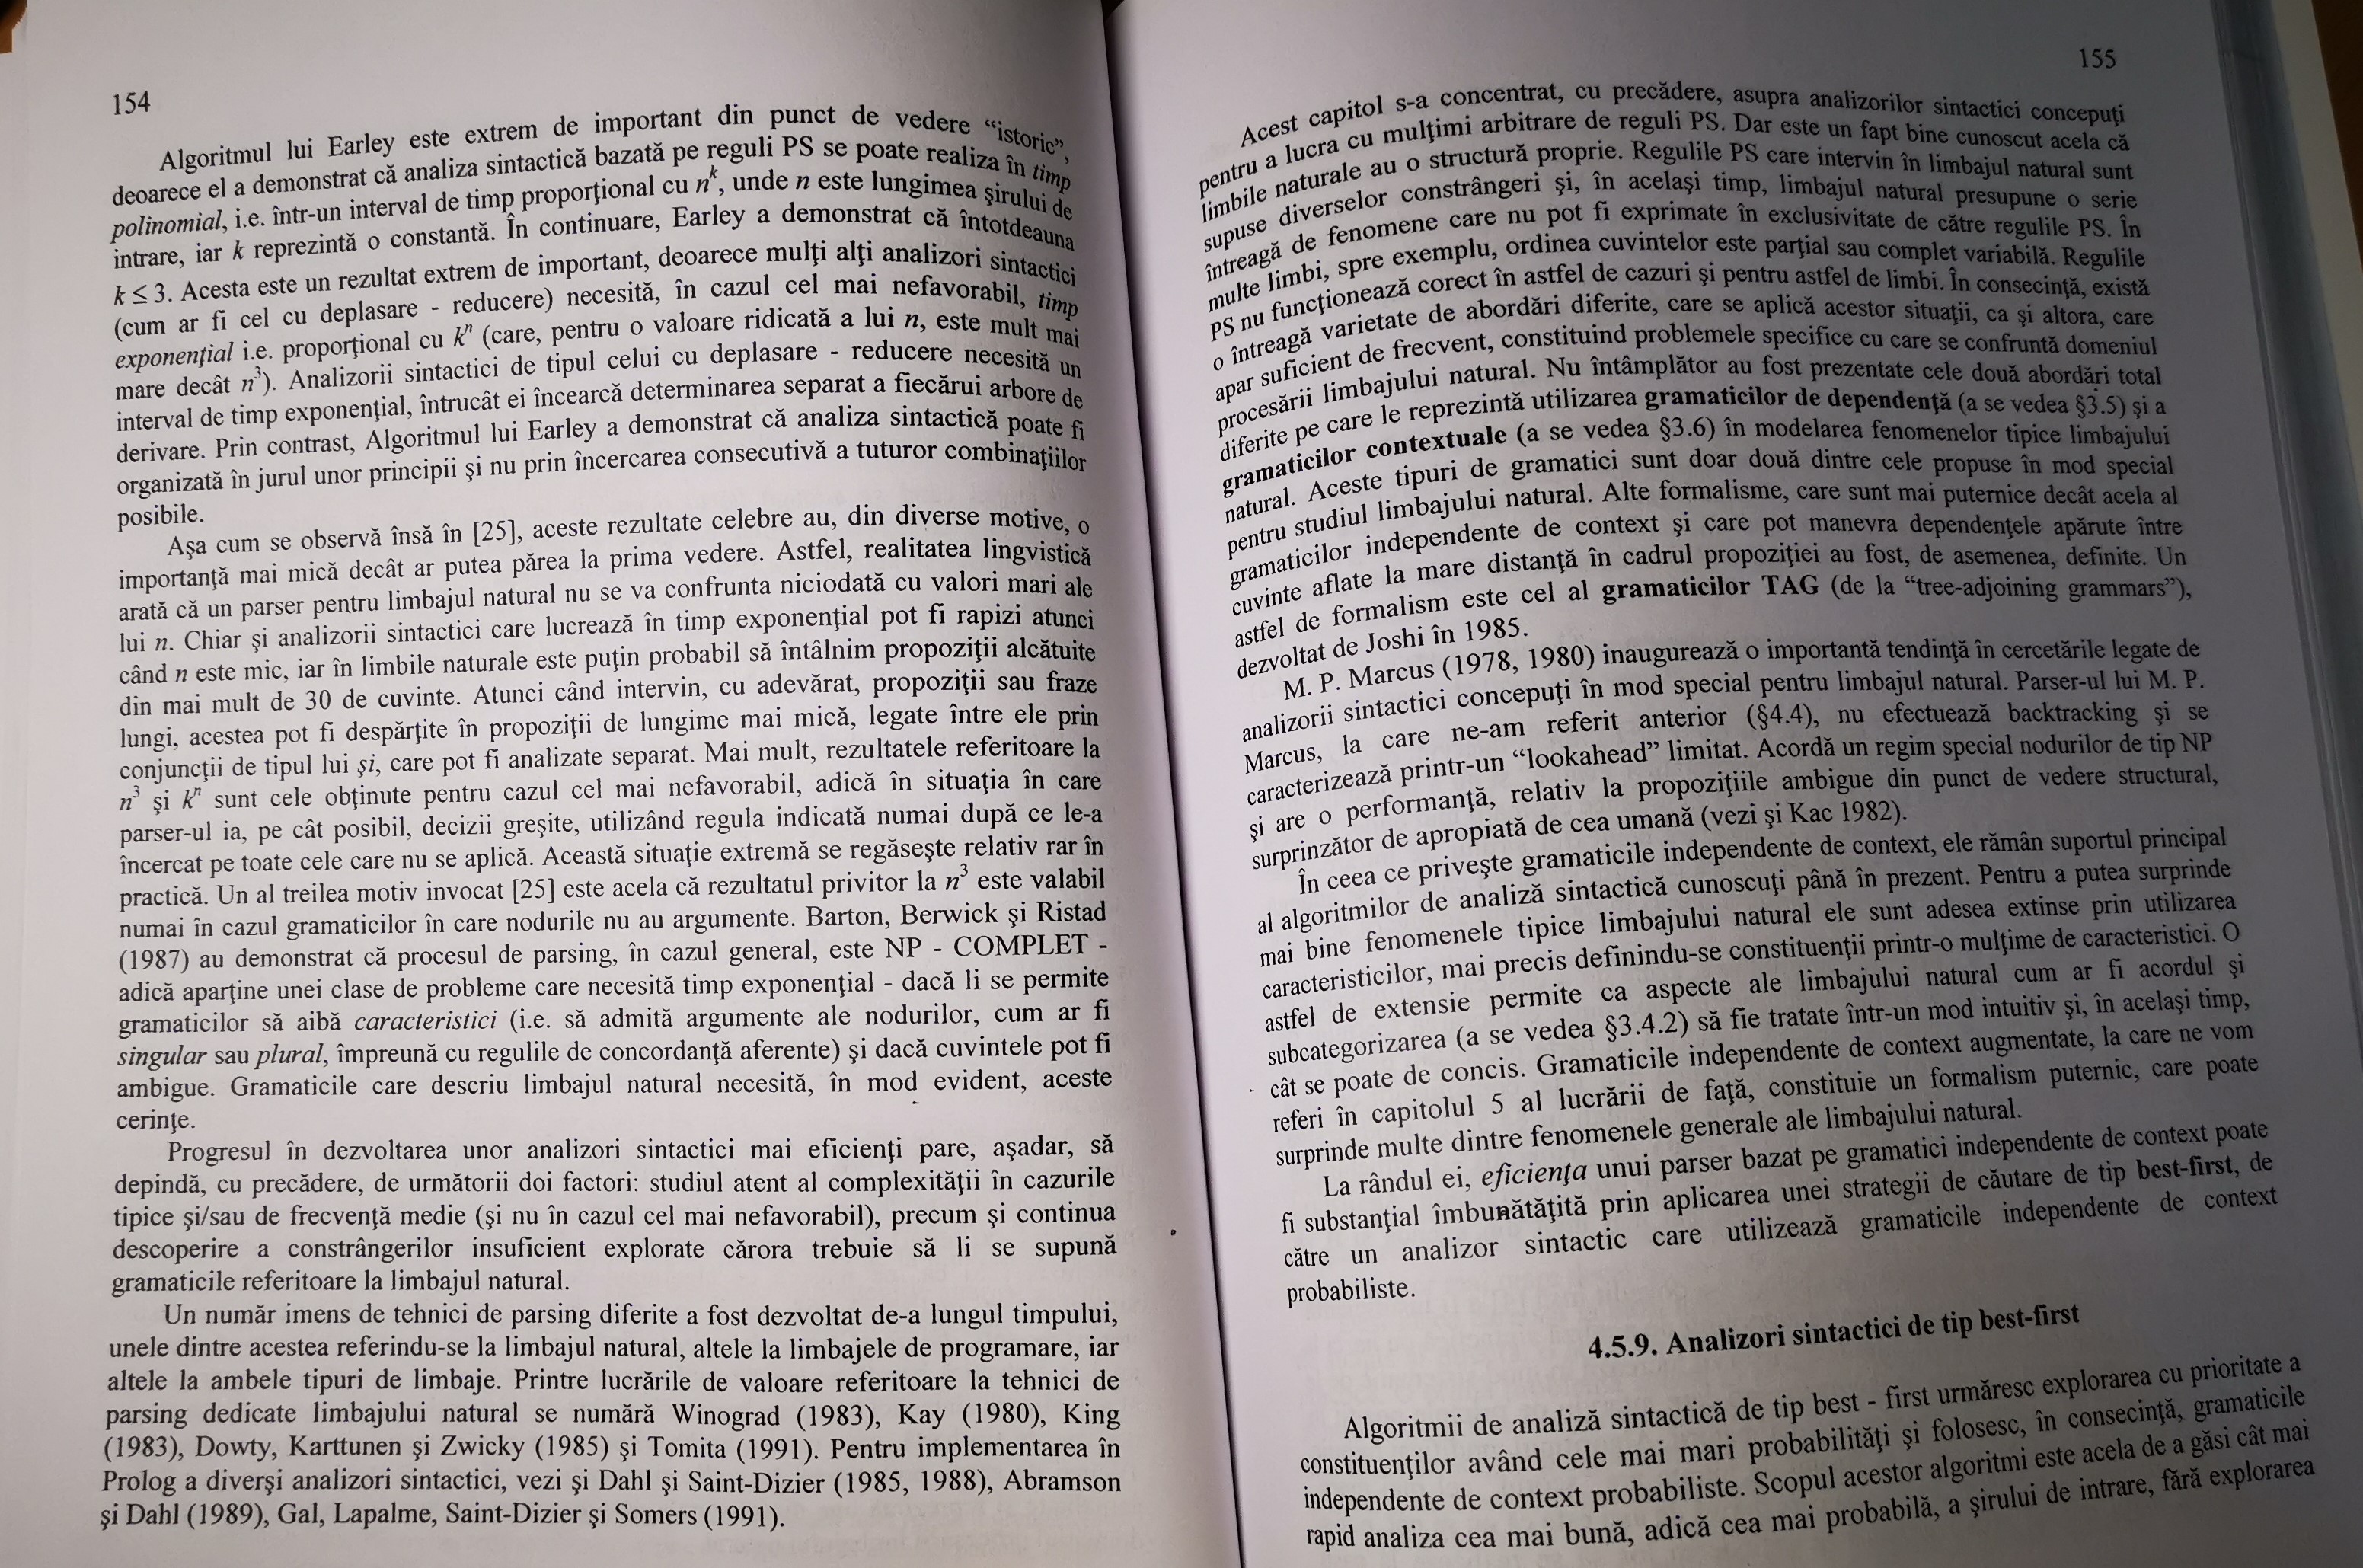 154
Algoritmul lui Earley este extrem de important din punct de vedere “istoric”,
deoarece el a demonstrat că analiza sintactică bazată pe reguli PS se poate realiza în timp
polinomial, i.e. într-un interval de timp proporţional cu nᵏ, unde n este lungimea şirului de
intrare, iar k reprezintă o constantă. În continuare, Earley a demonstrat că întotdeauna
k ≤ 3. Acesta este un rezultat extrem de important, deoarece mulţi alţi analizori sintactici
(cum ar fi cel cu deplasare - reducere) necesită, în cazul cel mai nefavorabil, timp
exponenţial i.e. proporţional cu kⁿ (care, pentru o valoare ridicată a lui n, este mult mai
mare decât n³). Analizorii sintactici de tipul celui cu deplasare - reducere necesită un
interval de timp exponenţial, întrucât ei încearcă determinarea separat a fiecărui arbore de
derivare. Prin contrast, Algoritmul lui Earley a demonstrat că analiza sintactică poate fi
organizată în jurul unor principii şi nu prin încercarea consecutivă a tuturor combinaţiilor
posibile.
Aşa cum se observă însă în [25], aceste rezultate celebre au, din diverse motive, o
importanţă mai mică decât ar putea părea la prima vedere. Astfel, realitatea lingvistică
arată că un parser pentru limbajul natural nu se va confrunta niciodată cu valori mari ale
lui n. Chiar şi analizorii sintactici care lucrează în timp exponenţial pot fi rapizi atunci
când n este mic, iar în limbile naturale este puţin probabil să întâlnim propoziţii alcătuite
din mai mult de 30 de cuvinte. Atunci când intervin, cu adevărat, propoziţii sau fraze
lungi, acestea pot fi despărţite în propoziţii de lungime mai mică, legate între ele prin
conjuncţii de tipul lui şi, care pot fi analizate separat. Mai mult, rezultatele referitoare la
n³ şi kⁿ sunt cele obţinute pentru cazul cel mai nefavorabil, adică în situaţia în care
parser-ul ia, pe cât posibil, decizii greşite, utilizând regula indicată numai după ce le-a
încercat pe toate cele care nu se aplică. Această situaţie extremă se regăseşte relativ rar în
practică. Un al treilea motiv invocat [25] este acela că rezultatul privitor la n³ este valabil
numai în cazul gramaticilor în care nodurile nu au argumente. Barton, Berwick şi Ristad
(1987) au demonstrat că procesul de parsing, în cazul general, este NP - COMPLET -
adică aparţine unei clase de probleme care necesită timp exponenţial - dacă li se permite
gramaticilor să aibă caracteristici (i.e. să admită argumente ale nodurilor, cum ar fi
singular sau plural, împreună cu regulile de concordanţă aferente) şi dacă cuvintele pot fi
ambigue. Gramaticile care descriu limbajul natural necesită, în mod evident, aceste
cerinţe.
Progresul în dezvoltarea unor analizori sintactici mai eficienţi pare, aşadar, să
depindă, cu precădere, de următorii doi factori: studiul atent al complexităţii în cazurile
tipice şi/sau de frecvenţă medie (şi nu în cazul cel mai nefavorabil), precum şi continua
descoperire a constrângerilor insuficient explorate cărora trebuie să li se supună
gramaticile referitoare la limbajul natural.
Un număr imens de tehnici de parsing diferite a fost dezvoltat de-a lungul timpului,
unele dintre acestea referindu-se la limbajul natural, altele la limbajele de programare, iar
altele la ambele tipuri de limbaje. Printre lucrările de valoare referitoare la tehnici de
parsing dedicate limbajului natural se numără Winograd (1983), Kay (1980), King
(1983), Dowty, Karttunen şi Zwicky (1985) şi Tomita (1991). Pentru implementarea în
Prolog a diverşi analizori sintactici, vezi şi Dahl şi Saint-Dizier (1985, 1988), Abramson
şi Dahl (1989), Gal, Lapalme, Saint-Dizier şi Somers (1991).
155
Acest capitol s-a concentrat, cu precădere, asupra analizorilor sintactici concepuţi
pentru a lucra cu mulţimi arbitrare de reguli PS. Dar este un fapt bine cunoscut acela că
limbile naturale au o structură proprie. Regulile PS care intervin în limbajul natural sunt
supuse diverselor constrângeri şi, în acelaşi timp, limbajul natural presupune o serie
întreagă de fenomene care nu pot fi exprimate în exclusivitate de către regulile PS. În
multe limbi, spre exemplu, ordinea cuvintelor este parţial sau complet variabilă. Regulile
PS nu funcţionează corect în astfel de cazuri şi pentru astfel de limbi. În consecinţă, există
o întreagă varietate de abordări diferite, care se aplică acestor situaţii, ca şi altora, care
apar suficient de frecvent, constituind problemele specifice cu care se confruntă domeniul
procesării limbajului natural. Nu întâmplător au fost prezentate cele două abordări total
diferite pe care le reprezintă utilizarea gramaticilor de dependenţă (a se vedea §3.5) şi a
gramaticilor contextuale (a se vedea §3.6) în modelarea fenomenelor tipice limbajului
natural. Aceste tipuri de gramatici sunt doar două dintre cele propuse în mod special
pentru studiul limbajului natural. Alte formalisme, care sunt mai puternice decât acela al
gramaticilor independente de context şi care pot manevra dependenţele apărute între
cuvinte aflate la mare distanţă în cadrul propoziţiei au fost, de asemenea, definite. Un
astfel de formalism este cel al gramaticilor TAG (de la “tree-adjoining grammars”),
dezvoltat de Joshi în 1985.
M. P. Marcus (1978, 1980) inaugurează o importantă tendinţă în cercetările legate de
analizorii sintactici concepuţi în mod special pentru limbajul natural. Parser-ul lui M. P.
Marcus, la care ne-am referit anterior (§4.4), nu efectuează backtracking şi se
caracterizează printr-un “lookahead” limitat. Acordă un regim special nodurilor de tip NP
şi are o performanţă, relativ la propoziţiile ambigue din punct de vedere structural,
surprinzător de apropiată de cea umană (vezi şi Kac 1982).
În ceea ce priveşte gramaticile independente de context, ele rămân suportul principal
al algoritmilor de analiză sintactică cunoscuţi până în prezent. Pentru a putea surprinde
mai bine fenomenele tipice limbajului natural ele sunt adesea extinse prin utilizarea
caracteristicilor, mai precis definindu-se constituenţii printr-o mulţime de caracteristici. O
astfel de extensie permite ca aspecte ale limbajului natural cum ar fi acordul şi
subcategorizarea (a se vedea §3.4.2) să fie tratate într-un mod intuitiv şi, în acelaşi timp,
cât se poate de concis. Gramaticile independente de context augmentate, la care ne vom
referi în capitolul 5 al lucrării de faţă, constituie un formalism puternic, care poate
surprinde multe dintre fenomenele generale ale limbajului natural.
La rândul ei, eficienţa unui parser bazat pe gramatici independente de context poate
fi substanţial îmbunătăţită prin aplicarea unei strategii de căutare de tip best-first, de
către un analizor sintactic care utilizează gramaticile independente de context
probabiliste.
4.5.9. Analizori sintactici de tip best-first
Algoritmii de analiză sintactică de tip best - first urmăresc explorarea cu prioritate a
constituenţilor având cele mai mari probabilităţi şi folosesc, în consecinţă, gramaticile
independente de context probabiliste. Scopul acestor algoritmi este acela de a găsi cât mai
rapid analiza cea mai bună, adică cea mai probabilă, a şirului de intrare, fără explorarea